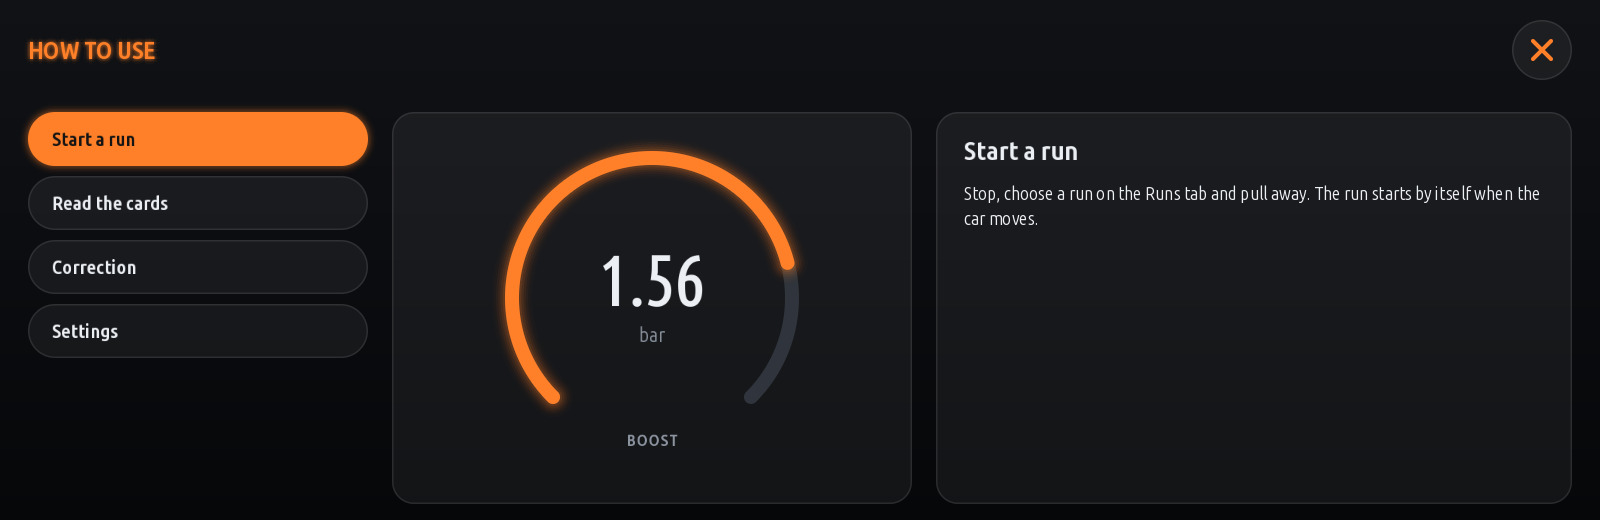 HOW TO USE
Start a run
Read the cards
Correction
Settings
1.56
bar
BOOST
Start a run
Stop, choose a run on the Runs tab and pull away. The run starts by itself when the
car moves.